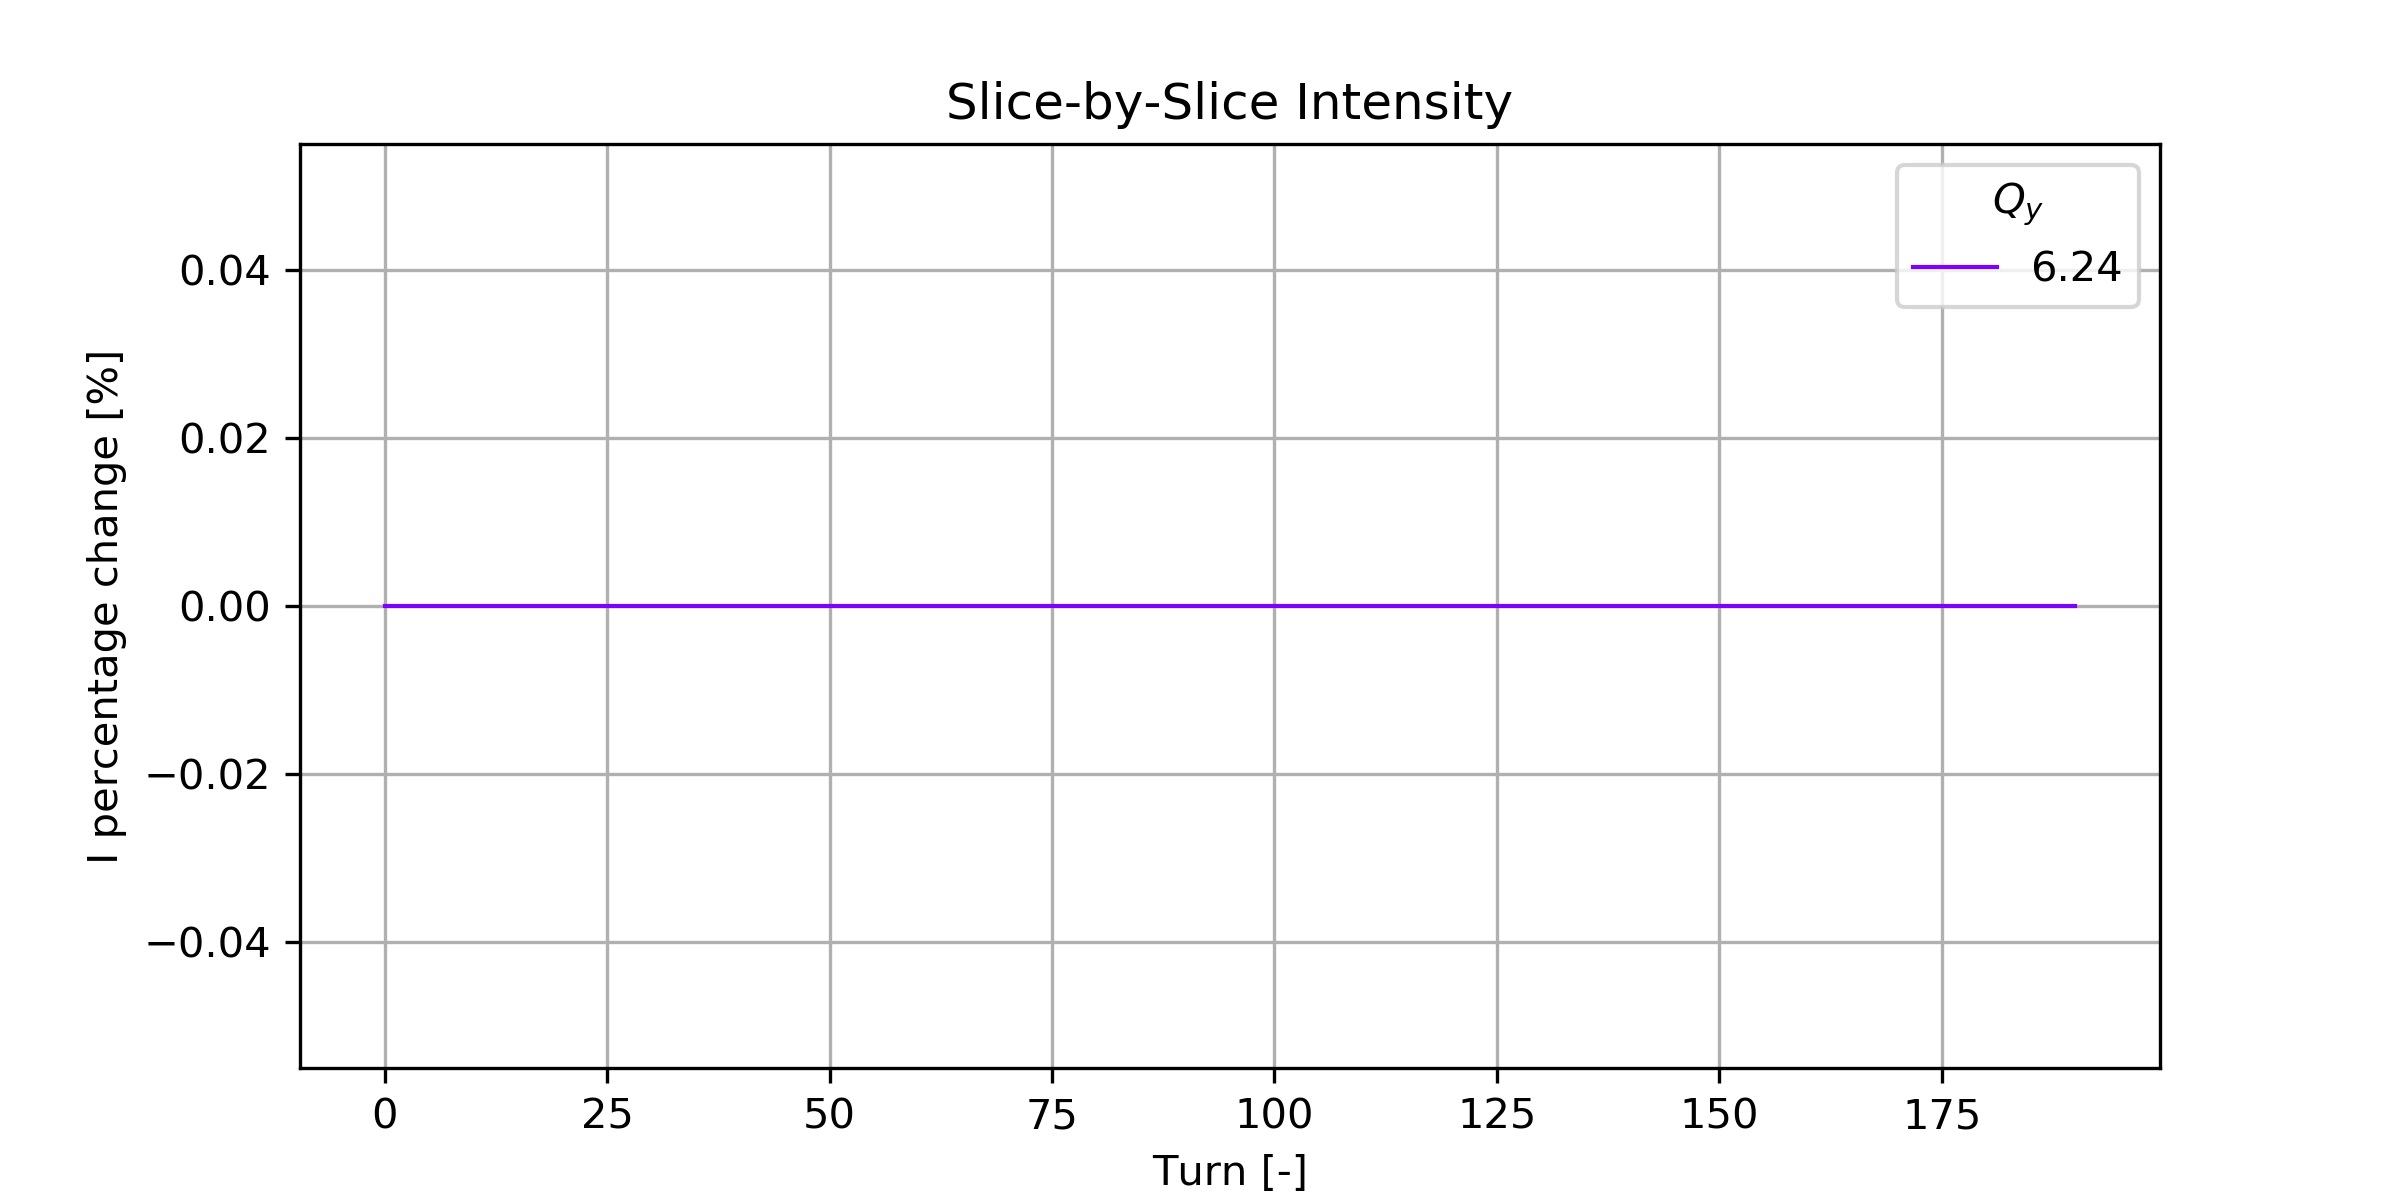 Slice-by-Slice Intensity
Q_y
6.24
I percentage change [%]
0.04
0.02
0.00
−0.02
−0.04
0 25 50 75 100 125 150 175
Turn [-]